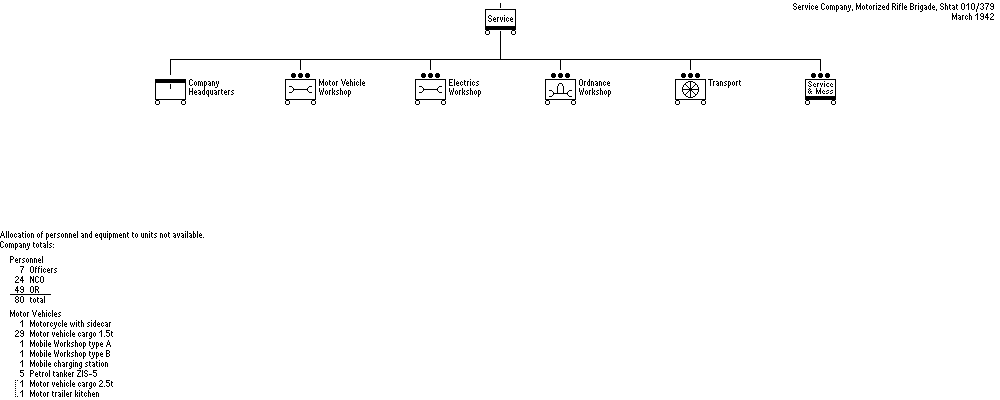 Service Company, Motorized Rifle Brigade, Shtat 010/379
March 1942
Service
Company
Headquarters
Motor Vehicle
Workshop
Electrics
Workshop
Ordnance
Workshop
Transport
Service
& Mess
Allocation of personnel and equipment to units not available.
Company totals:
Personnel
7 Officers
24 NCO
49 OR
80 total
Motor Vehicles
1 Motorcycle with sidecar
29 Motor vehicle cargo 1.5t
1 Mobile Workshop type A
1 Mobile Workshop type B
1 Mobile charging station
5 Petrol tanker ZIS-5
1 Motor vehicle cargo 2.5t
1 Motor trailer kitchen